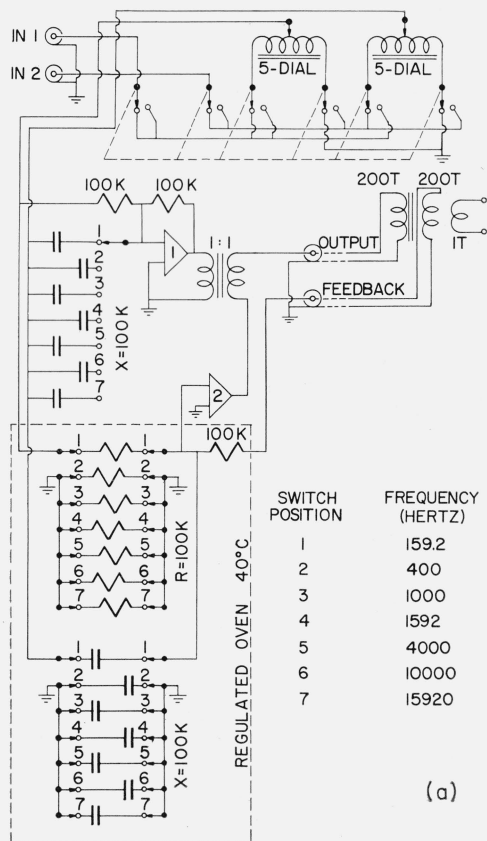 IN 1
IN 2
5-DIAL
5-DIAL
100K
100K
200T
200T
1T
1:1
OUTPUT
FEEDBACK
1
2
3
4
5
6
7
X=100K
1
2
100K
1 1
2 2
3 3
4 4
5 5
6 6
7 7
R=100K
1 1
2 2
3 3
4 4
5 5
6 6
7 7
X=100K
REGULATED OVEN 40°C
SWITCH POSITION
FREQUENCY (HERTZ)
1 159.2
2 400
3 1000
4 1592
5 4000
6 10000
7 15920
(a)